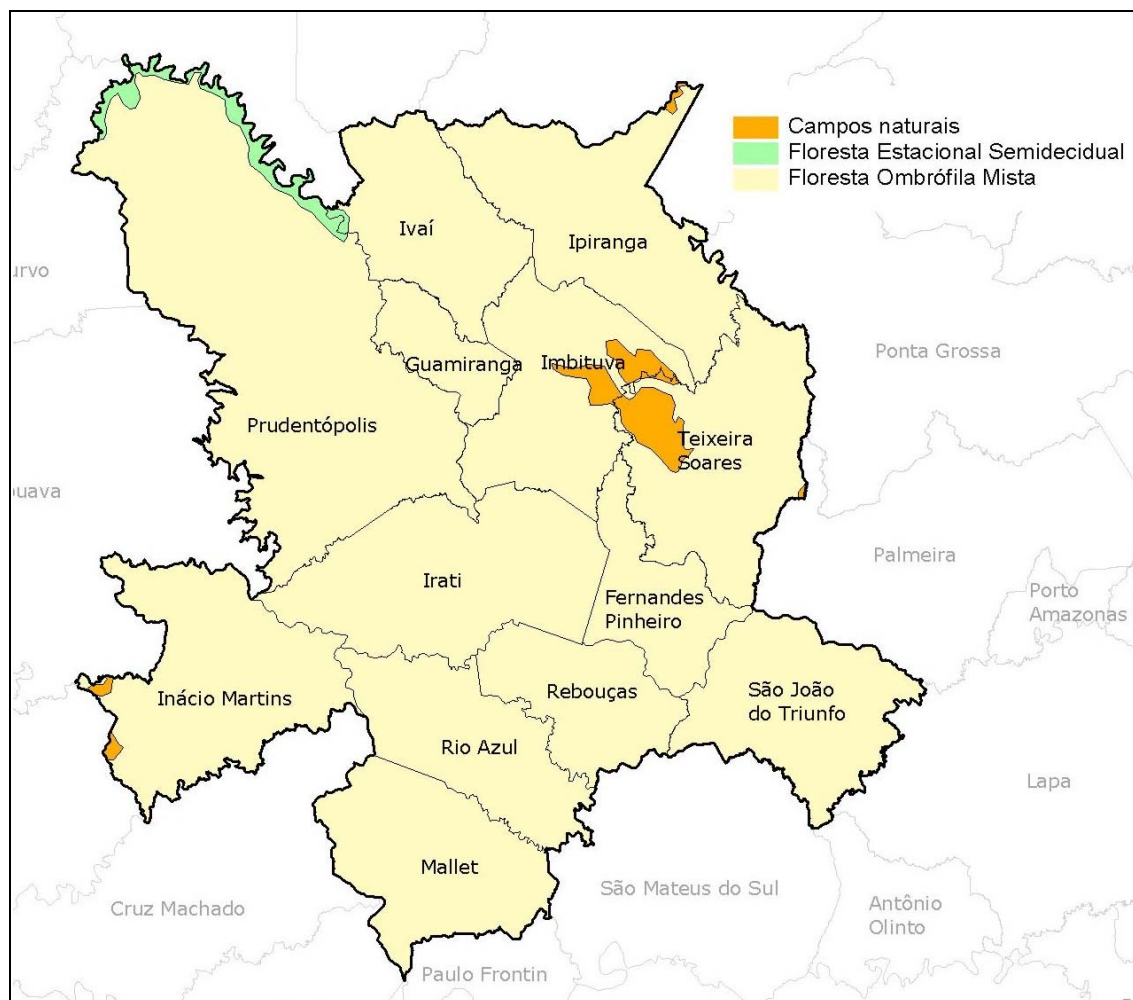 Campos naturais
Floresta Estacional Semidecidual
Floresta Ombrófila Mista
Ivaí
Ipiranga
urvo
Ponta Grossa
Guamiranga
Imbituva
Prudentópolis
Teixeira
Soares
uava
Palmeira
Irati
Fernandes
Pinheiro
Porto
Amazonas
Inácio Martins
Rebouças
São João
do Triunfo
Rio Azul
Lapa
Mallet
São Mateus do Sul
Cruz Machado
Antônio
Olinto
Paulo Frontin